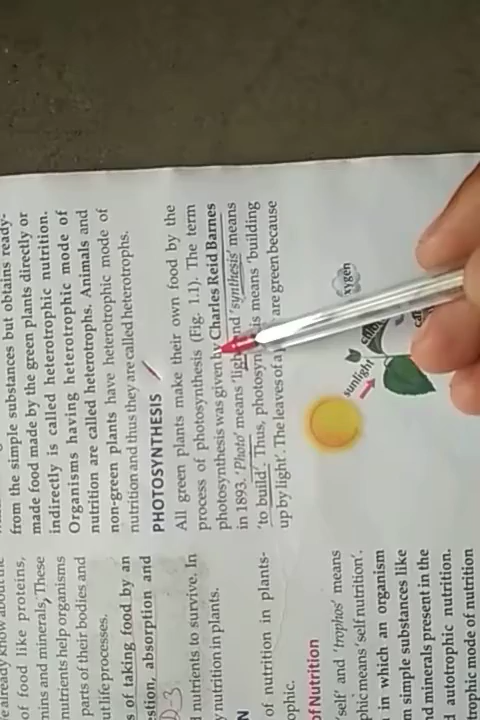 from the simple substances but obtains ready-
made food made by the green plants directly or
indirectly is called heterotrophic nutrition.
Organisms having heterotrophic mode of
nutrition are called heterotrophs. Animals and
non-green plants have heterotrophic mode of
nutrition and thus they are called heterotrophs.
PHOTOSYNTHESIS
All green plants make their own food by the
process of photosynthesis (Fig. 1.1). The term
photosynthesis was given by Charles Reid Barnes
in 1893. 'Photo' means 'light' and 'synthesis' means
'to build'. Thus, photosynthesis means 'building
up by light'. The leaves of a are green because
sunlight
xygen
already know about the
of food like proteins,
mins and minerals, These
nutrients help organisms
parts of their bodies and
ut life processes.
s of taking food by an
estion, absorption and
d nutrients to survive. In
y nutrition in plants.
N
of nutrition in plants-
phic.
of Nutrition
'self' and 'trophos' means
phic means 'self nutrition'.
in which an organism
simple substances like
d minerals present in the
autotrophic nutrition.
trophic mode of nutrition